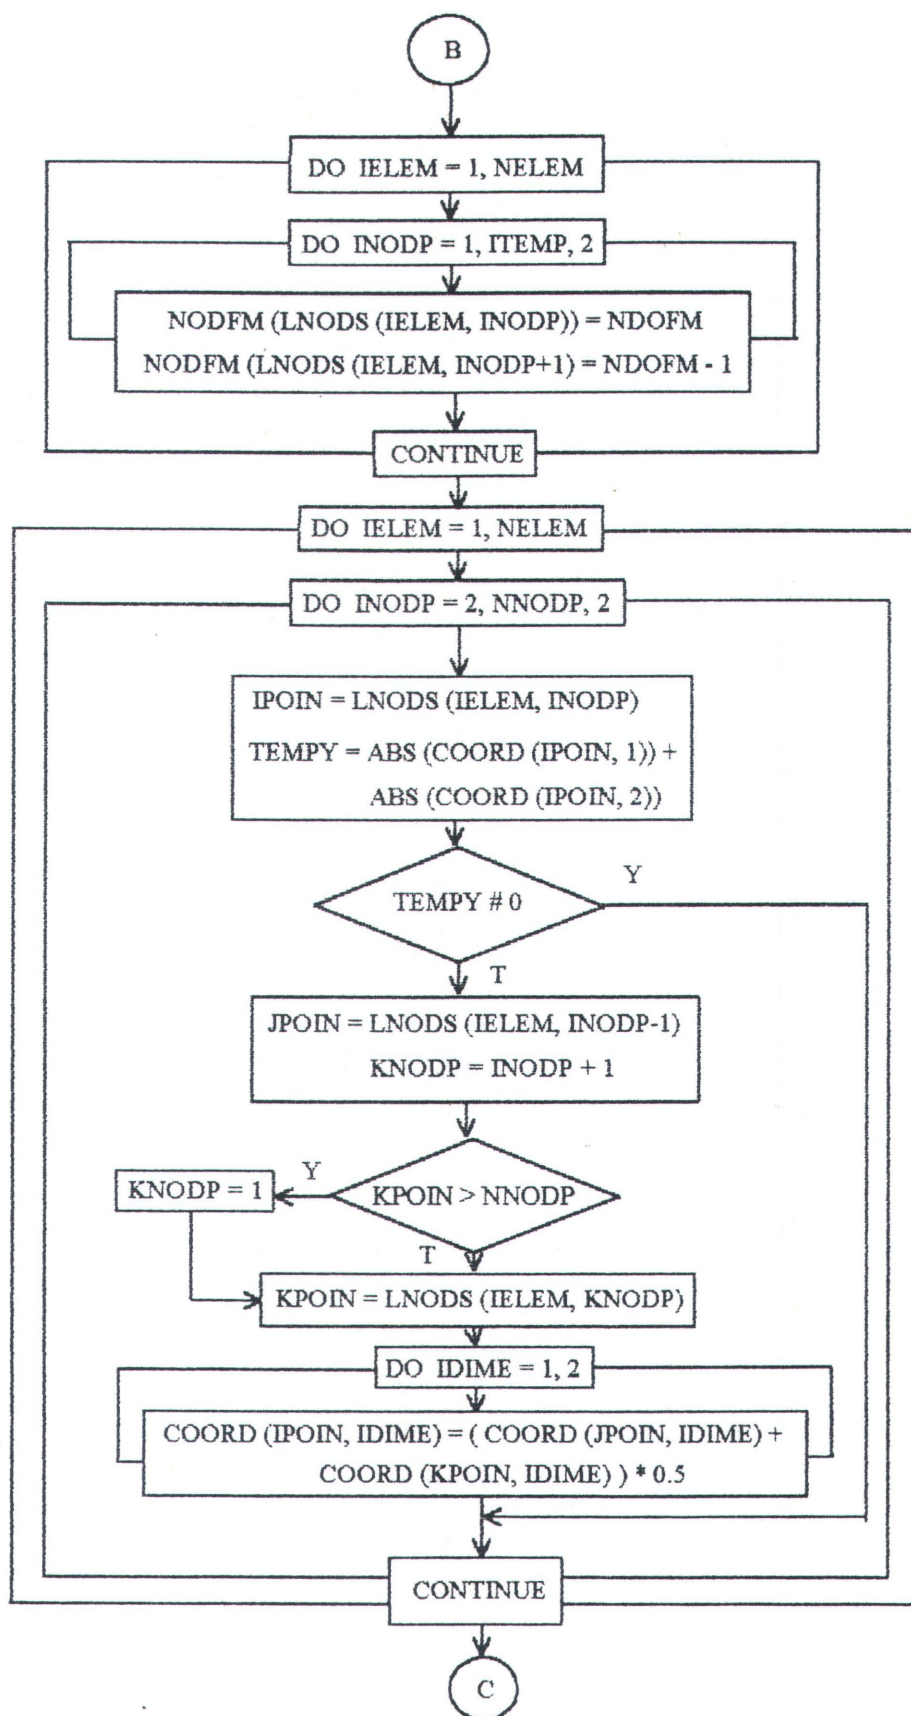 B
DO IELEM = 1, NELEM
DO INODP = 1, ITEMP, 2
NODFM (LNODS (IELEM, INODP)) = NDOFM
NODFM (LNODS (IELEM, INODP+1) = NDOFM - 1
CONTINUE
DO IELEM = 1, NELEM
DO INODP = 2, NNODP, 2
IPOIN = LNODS (IELEM, INODP)
TEMPY = ABS (COORD (IPOIN, 1)) +
ABS (COORD (IPOIN, 2))
Y
TEMPY # 0
T
JPOIN = LNODS (IELEM, INODP-1)
KNODP = INODP + 1
Y
KNODP = 1
KPOIN > NNODP
T
KPOIN = LNODS (IELEM, KNODP)
DO IDIME = 1, 2
COORD (IPOIN, IDIME) = ( COORD (JPOIN, IDIME) +
COORD (KPOIN, IDIME) ) * 0.5
CONTINUE
C